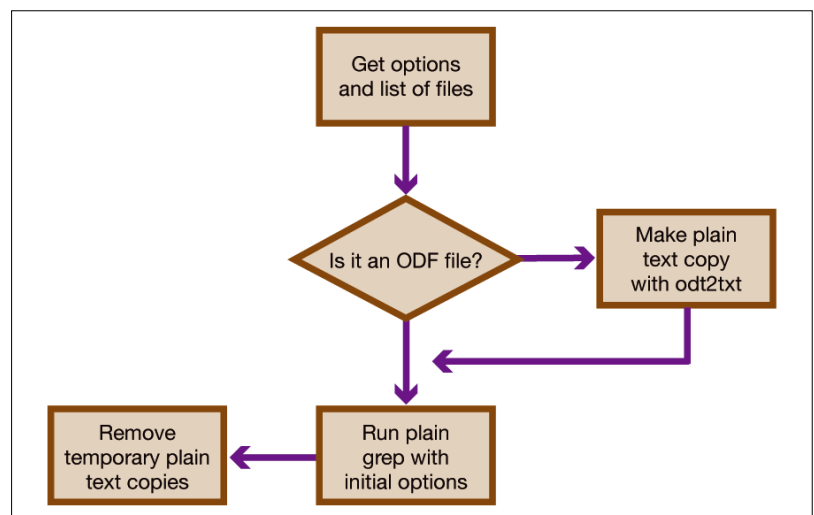 Get options
and list of files
Is it an ODF file?
Make plain
text copy
with odt2txt
Run plain
grep with
initial options
Remove
temporary plain
text copies